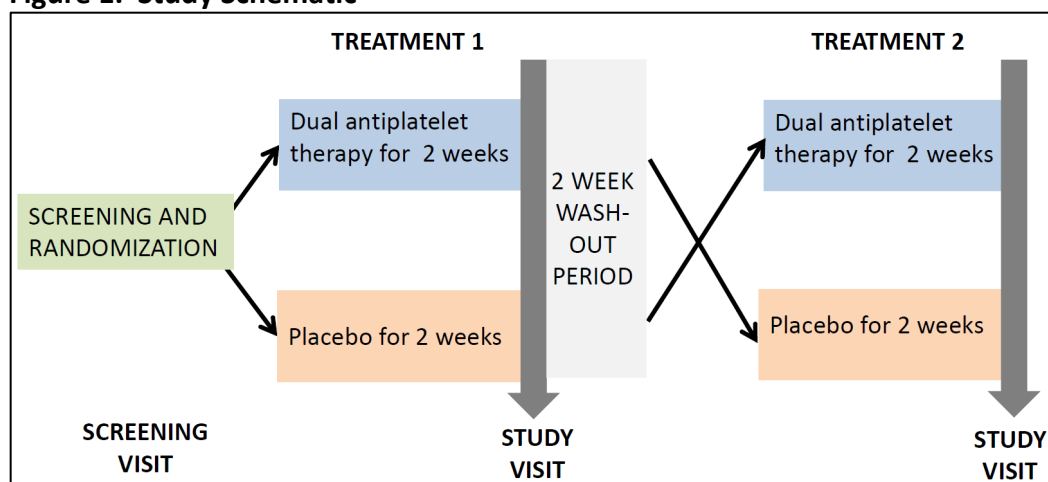 Figure 1. Study Schematic
TREATMENT 1
TREATMENT 2
Dual antiplatelet
therapy for 2 weeks
Dual antiplatelet
therapy for 2 weeks
SCREENING AND
RANDOMIZATION
2 WEEK
WASH-
OUT
PERIOD
Placebo for 2 weeks
Placebo for 2 weeks
SCREENING
VISIT
STUDY
VISIT
STUDY
VISIT